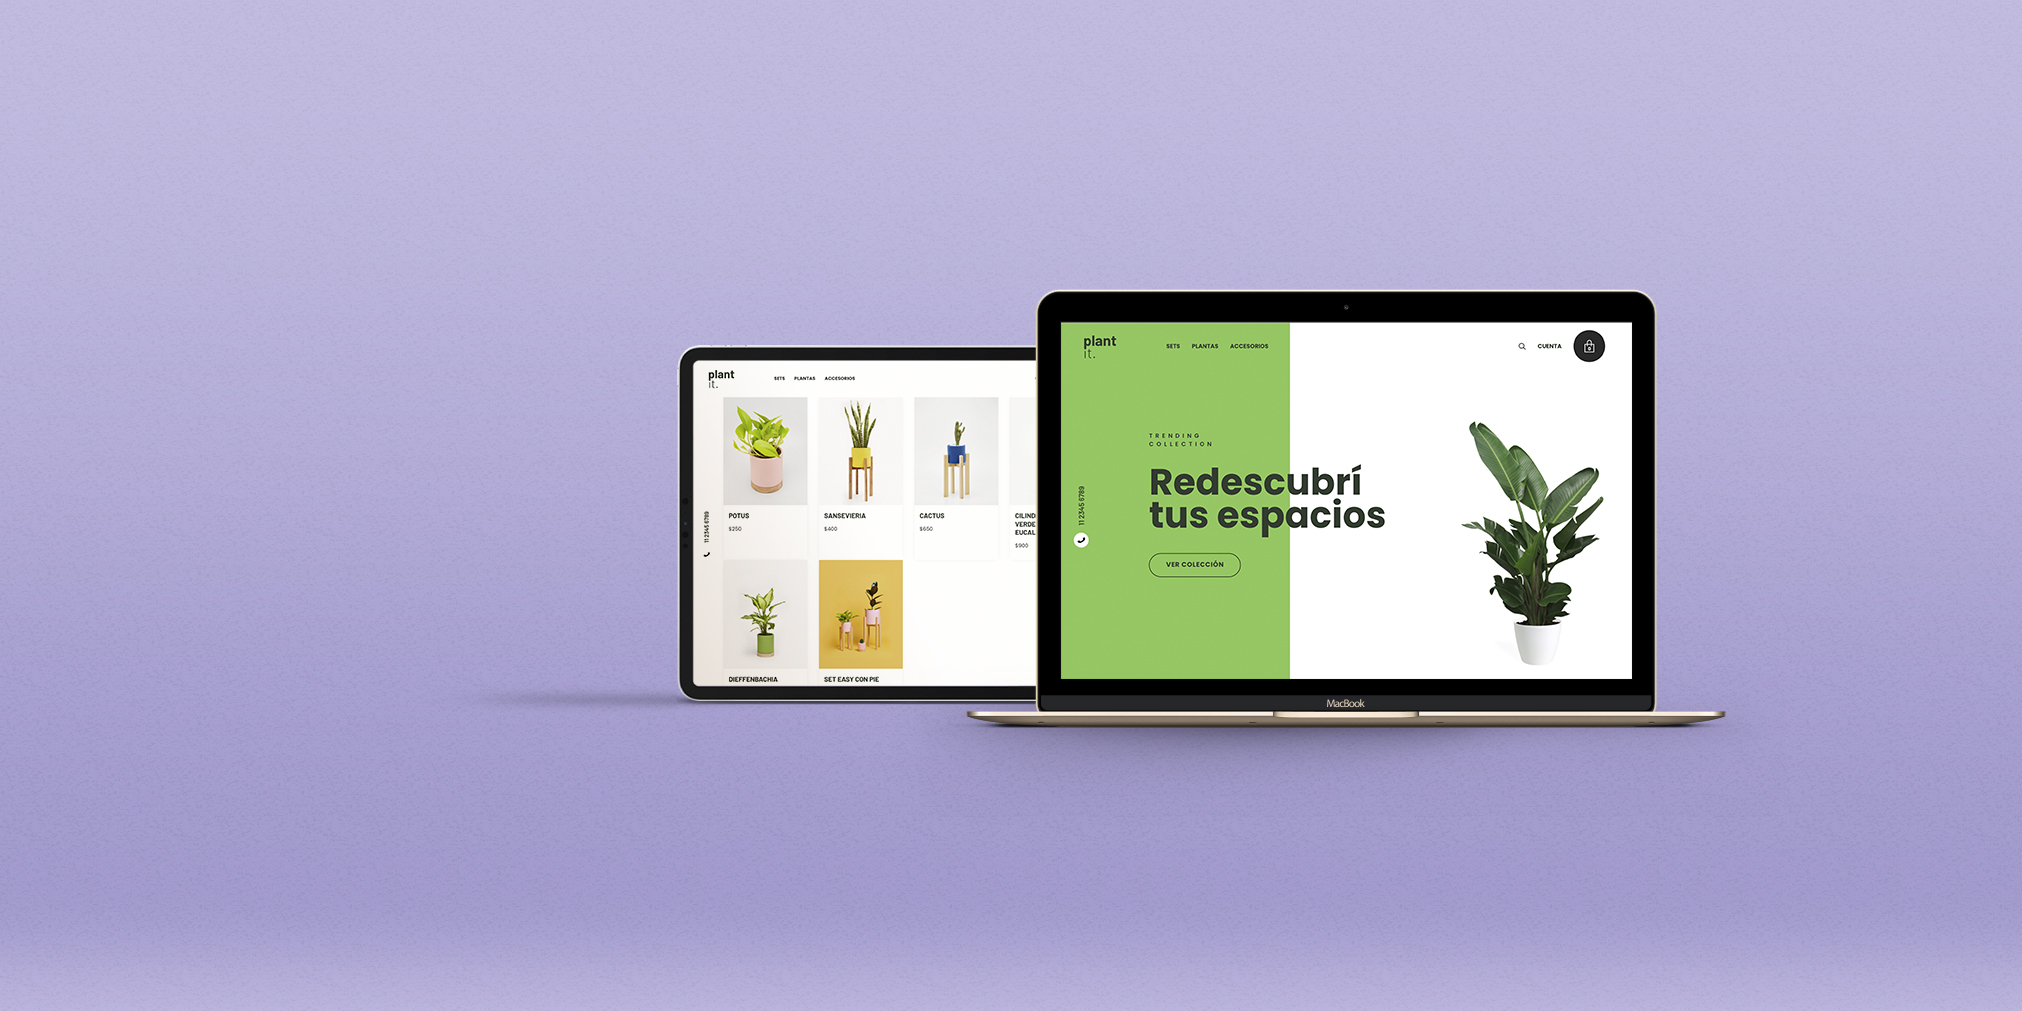 plant
it.
SETS PLANTAS ACCESORIOS
POTUS
$250
SANSEVIERIA
$400
CACTUS
$650
CILIND
VERDE
EUCAL
$900
11 2345 6789
DIEFFENBACHIA
SET EASY CON PIE
plant
it.
SETS PLANTAS ACCESORIOS
CUENTA
0
TRENDING
COLLECTION
Redescubrí
tus espacios
VER COLECCIÓN
11 2345 6789
MacBook